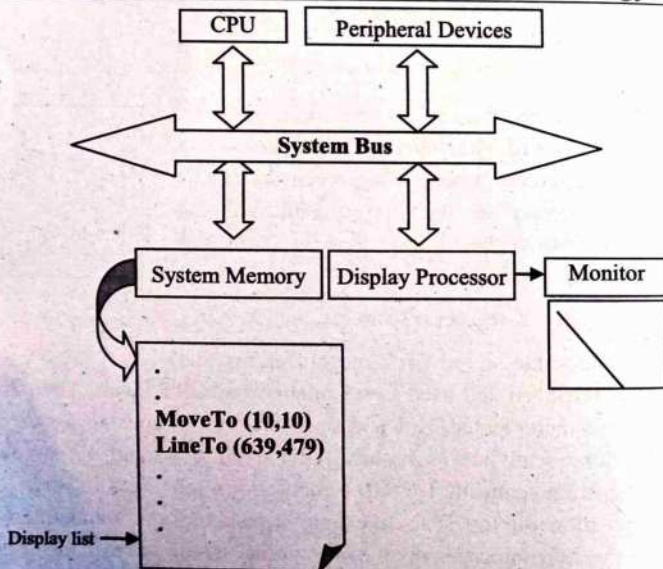 CPU
Peripheral Devices
System Bus
System Memory
Display Processor
Monitor
.
.
MoveTo (10,10)
LineTo (639,479)
.
.
.
Display list